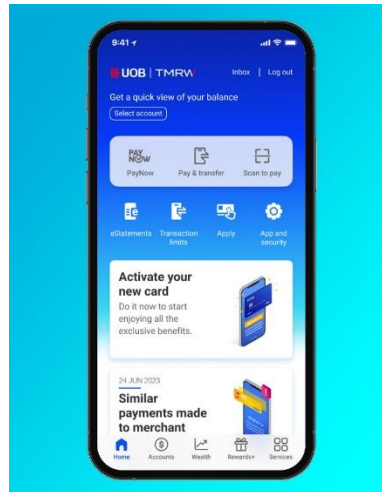 9:41
UOB | TMRW
Inbox | Log out
Get a quick view of your balance
Select account
PAY NOW
PayNow
Pay & transfer
Scan to pay
eStatements
Transaction limits
Apply
App and security
Activate your
new card
Do it now to start
enjoying all the
exclusive benefits.
24 JUN 2023
Similar
payments made
to merchant
Home
Accounts
Wealth
Rewards+
Services